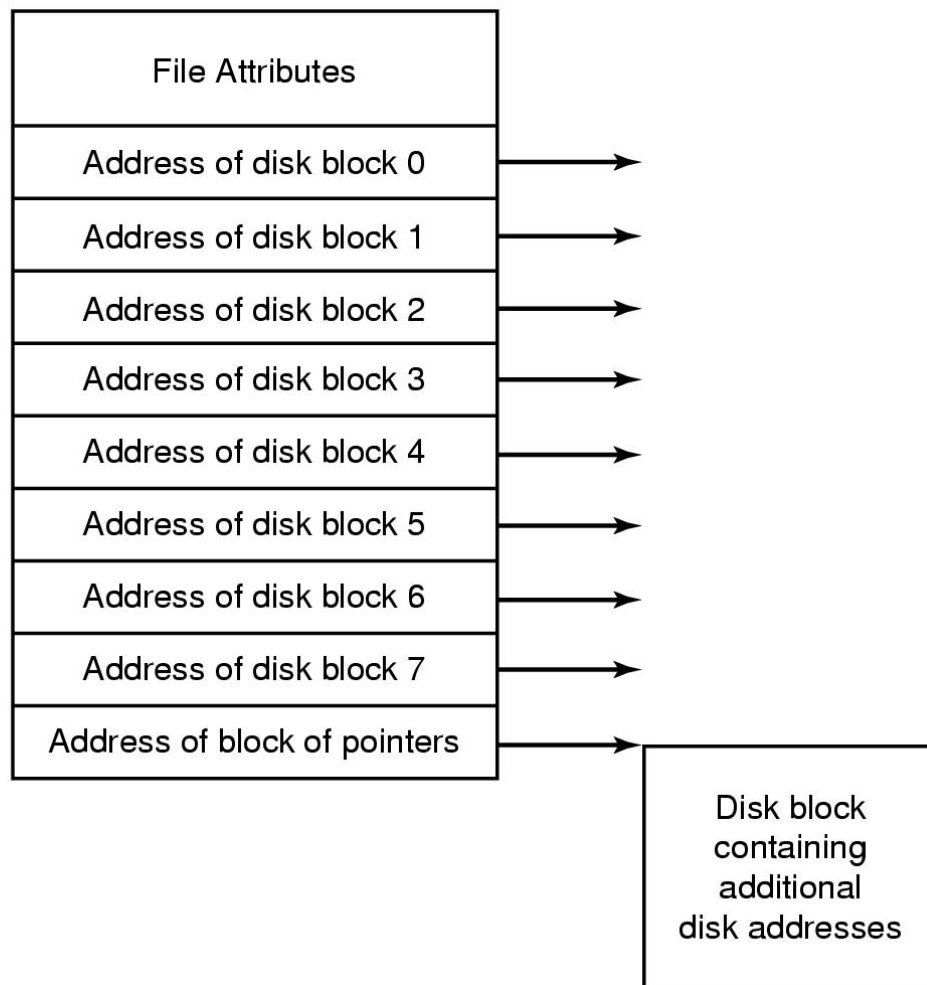 File Attributes
Address of disk block 0
Address of disk block 1
Address of disk block 2
Address of disk block 3
Address of disk block 4
Address of disk block 5
Address of disk block 6
Address of disk block 7
Address of block of pointers
Disk block
containing
additional
disk addresses